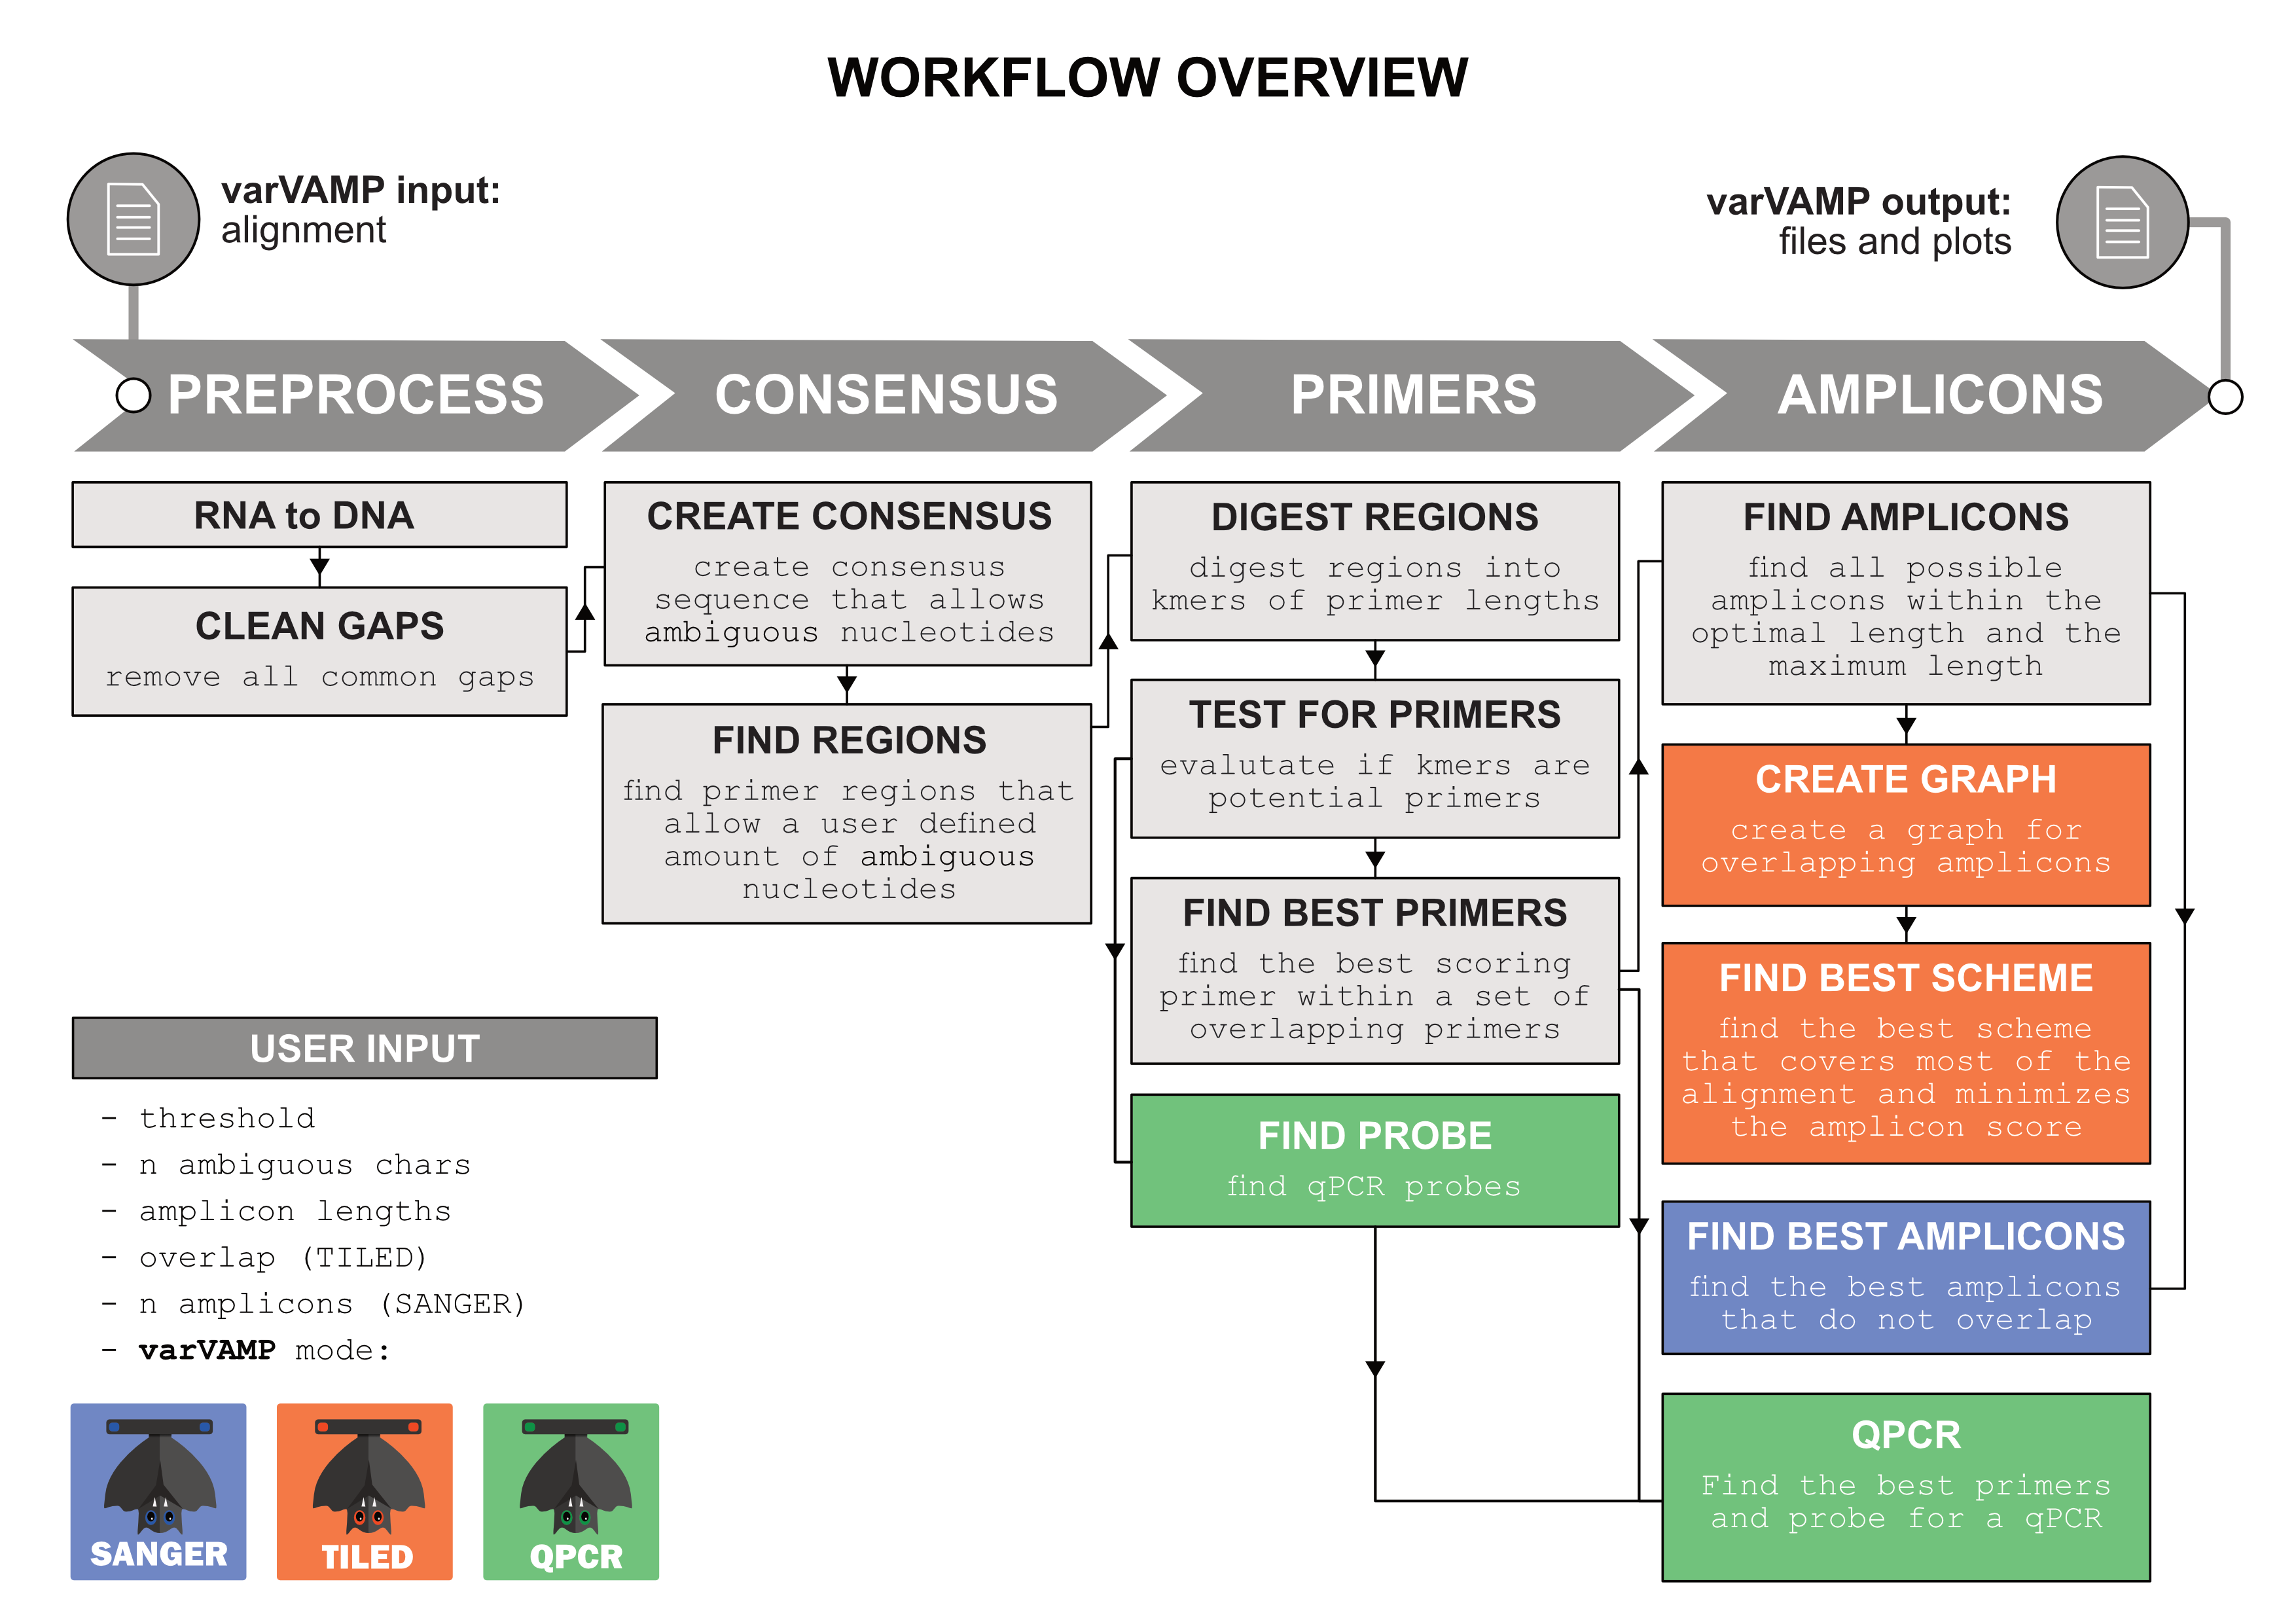 WORKFLOW OVERVIEW
varVAMP input:
alignment
varVAMP output:
files and plots
PREPROCESS
CONSENSUS
PRIMERS
AMPLICONS
RNA to DNA
CLEAN GAPS
remove all common gaps
CREATE CONSENSUS
create consensus
sequence that allows
ambiguous nucleotides
FIND REGIONS
find primer regions that
allow a user defined
amount of ambiguous
nucleotides
DIGEST REGIONS
digest regions into
kmers of primer lengths
TEST FOR PRIMERS
evalutate if kmers are
potential primers
FIND BEST PRIMERS
find the best scoring
primer within a set of
overlapping primers
FIND PROBE
find qPCR probes
FIND AMPLICONS
find all possible
amplicons within the
optimal length and the
maximum length
CREATE GRAPH
create a graph for
overlapping amplicons
FIND BEST SCHEME
find the best scheme
that covers most of the
alignment and minimizes
the amplicon score
FIND BEST AMPLICONS
find the best amplicons
that do not overlap
QPCR
Find the best primers
and probe for a qPCR
USER INPUT
- threshold
- n ambiguous chars
- amplicon lengths
- overlap (TILED)
- n amplicons (SANGER)
- varVAMP mode:
SANGER
TILED
QPCR